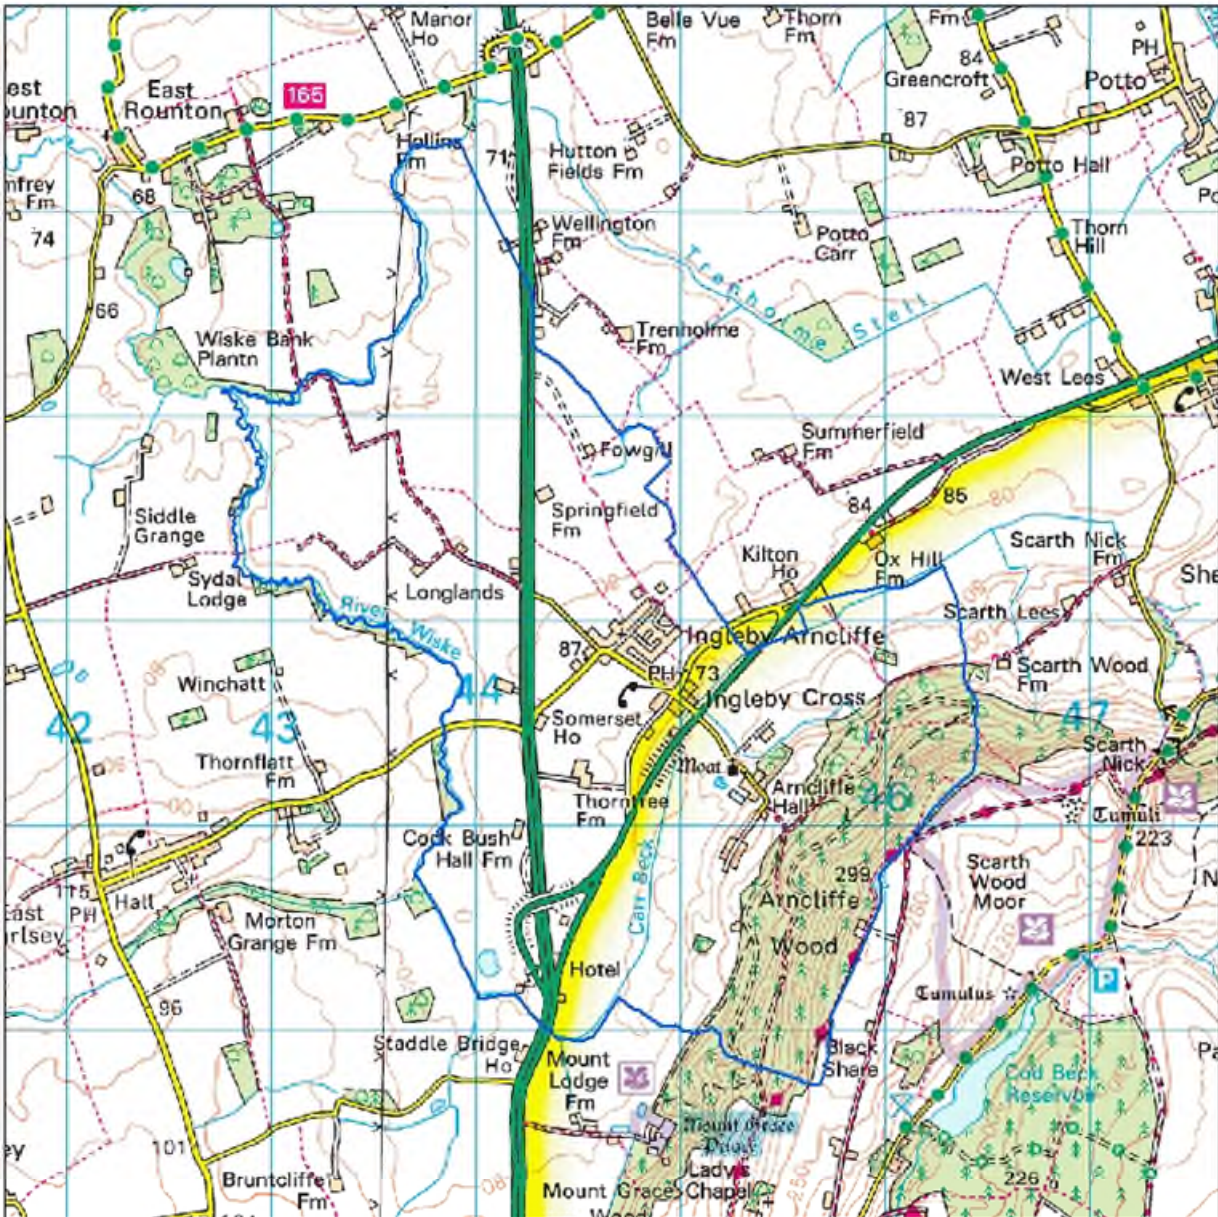 Manor
Ho
Belle Vue
Fm
Thorn
Fm
Fm
84
Greencroft
PH
Potto
East
Rounton
165
Hollins
Fm
71
Hutton
Fields Fm
87
Potto Hall
mfrey
Fm
68
74
Wellington
Fm
Potto
Carr
Thorn
Hill
66
Wiske Bank
Plantn
Trenholme Stell
Trenholme
Fm
West Lees
Fowgill
Summerfield
Fm
Siddle
Grange
Springfield
Fm
84
85
80
Kilton
Ho
Ox Hill
Fm
Scarth Nick
Fm
Sydal
Lodge
Longlands
River Wiske
Scarth Lees
Ingleby Arncliffe
87
PH
73
Scarth Wood
Fm
Winchatt
44
Ingleby Cross
42
43
Somerset
Ho
47
Thornflatt
Fm
Moat
Scarth
Nick
Thorntree
Fm
Arncliffe
Hall
46
Tumuli
223
Cock Bush
Hall Fm
Carr Beck
299
Scarth
Wood
Moor
115
PH
Hall
Arncliffe
Wood
Morton
Grange Fm
Hotel
P
Tumulus
96
Staddle Bridge
Ho
Mount
Lodge
Fm
Black
Share
Cod Beck
Reservoir
Mount Grace
Priory
101
Lady's
Chapel
Bruntcliffe
Fm
Mount Grace
Wood
250
226